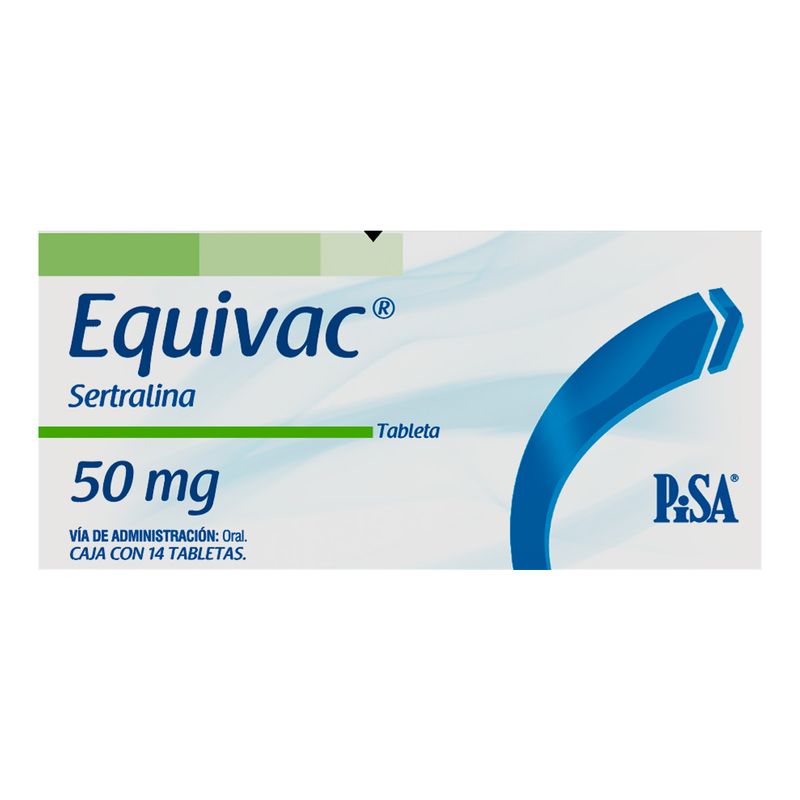 Equivac®
Sertralina
Tableta
50 mg
VÍA DE ADMINISTRACIÓN: Oral.
CAJA CON 14 TABLETAS.
PiSA®